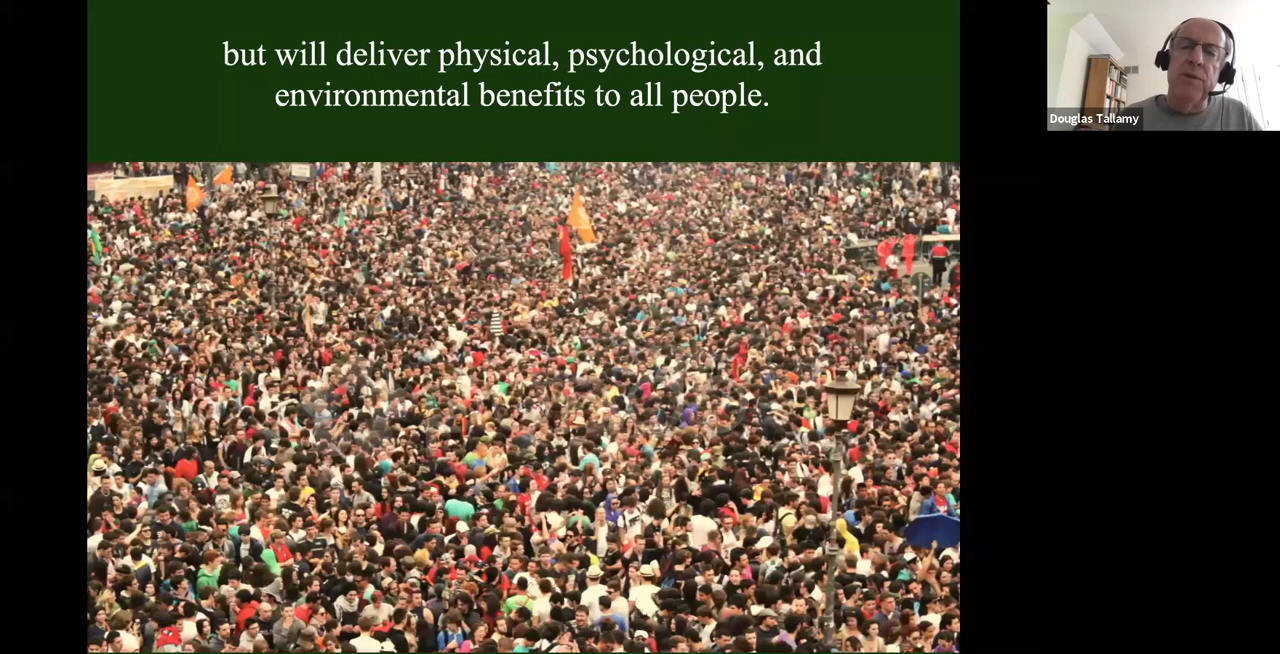 but will deliver physical, psychological, and
environmental benefits to all people.
Douglas Tallamy